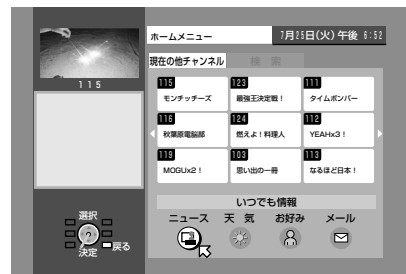 ホームメニュー
7月25日(火)午後 6:52
現在の他チャンネル
検 索
115
115
モンチッチーズ
123
最強王決定戦！
111
タイムボンバー
116
秋葉原電脳部
124
燃えよ！料理人
112
YEAHx3！
119
MOGUx2！
103
思い出の一冊
113
なるほど日本！
いつでも情報
ニュース
天 気
お好み
メール
選択
戻る
決定